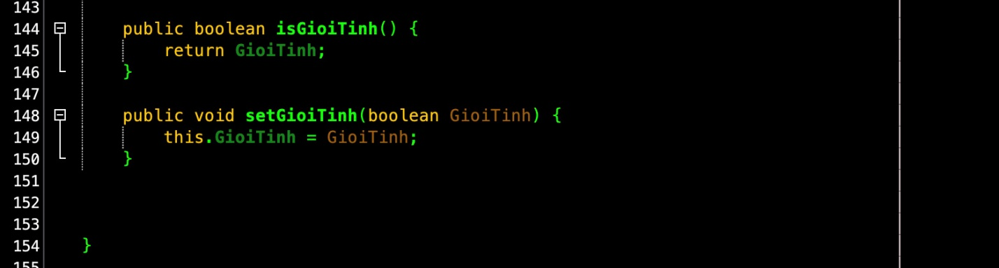 143
144 public boolean isGioiTinh() {
145 return GioiTinh;
146 }
147
148 public void setGioiTinh(boolean GioiTinh) {
149 this.GioiTinh = GioiTinh;
150 }
151
152
153
154 }
155